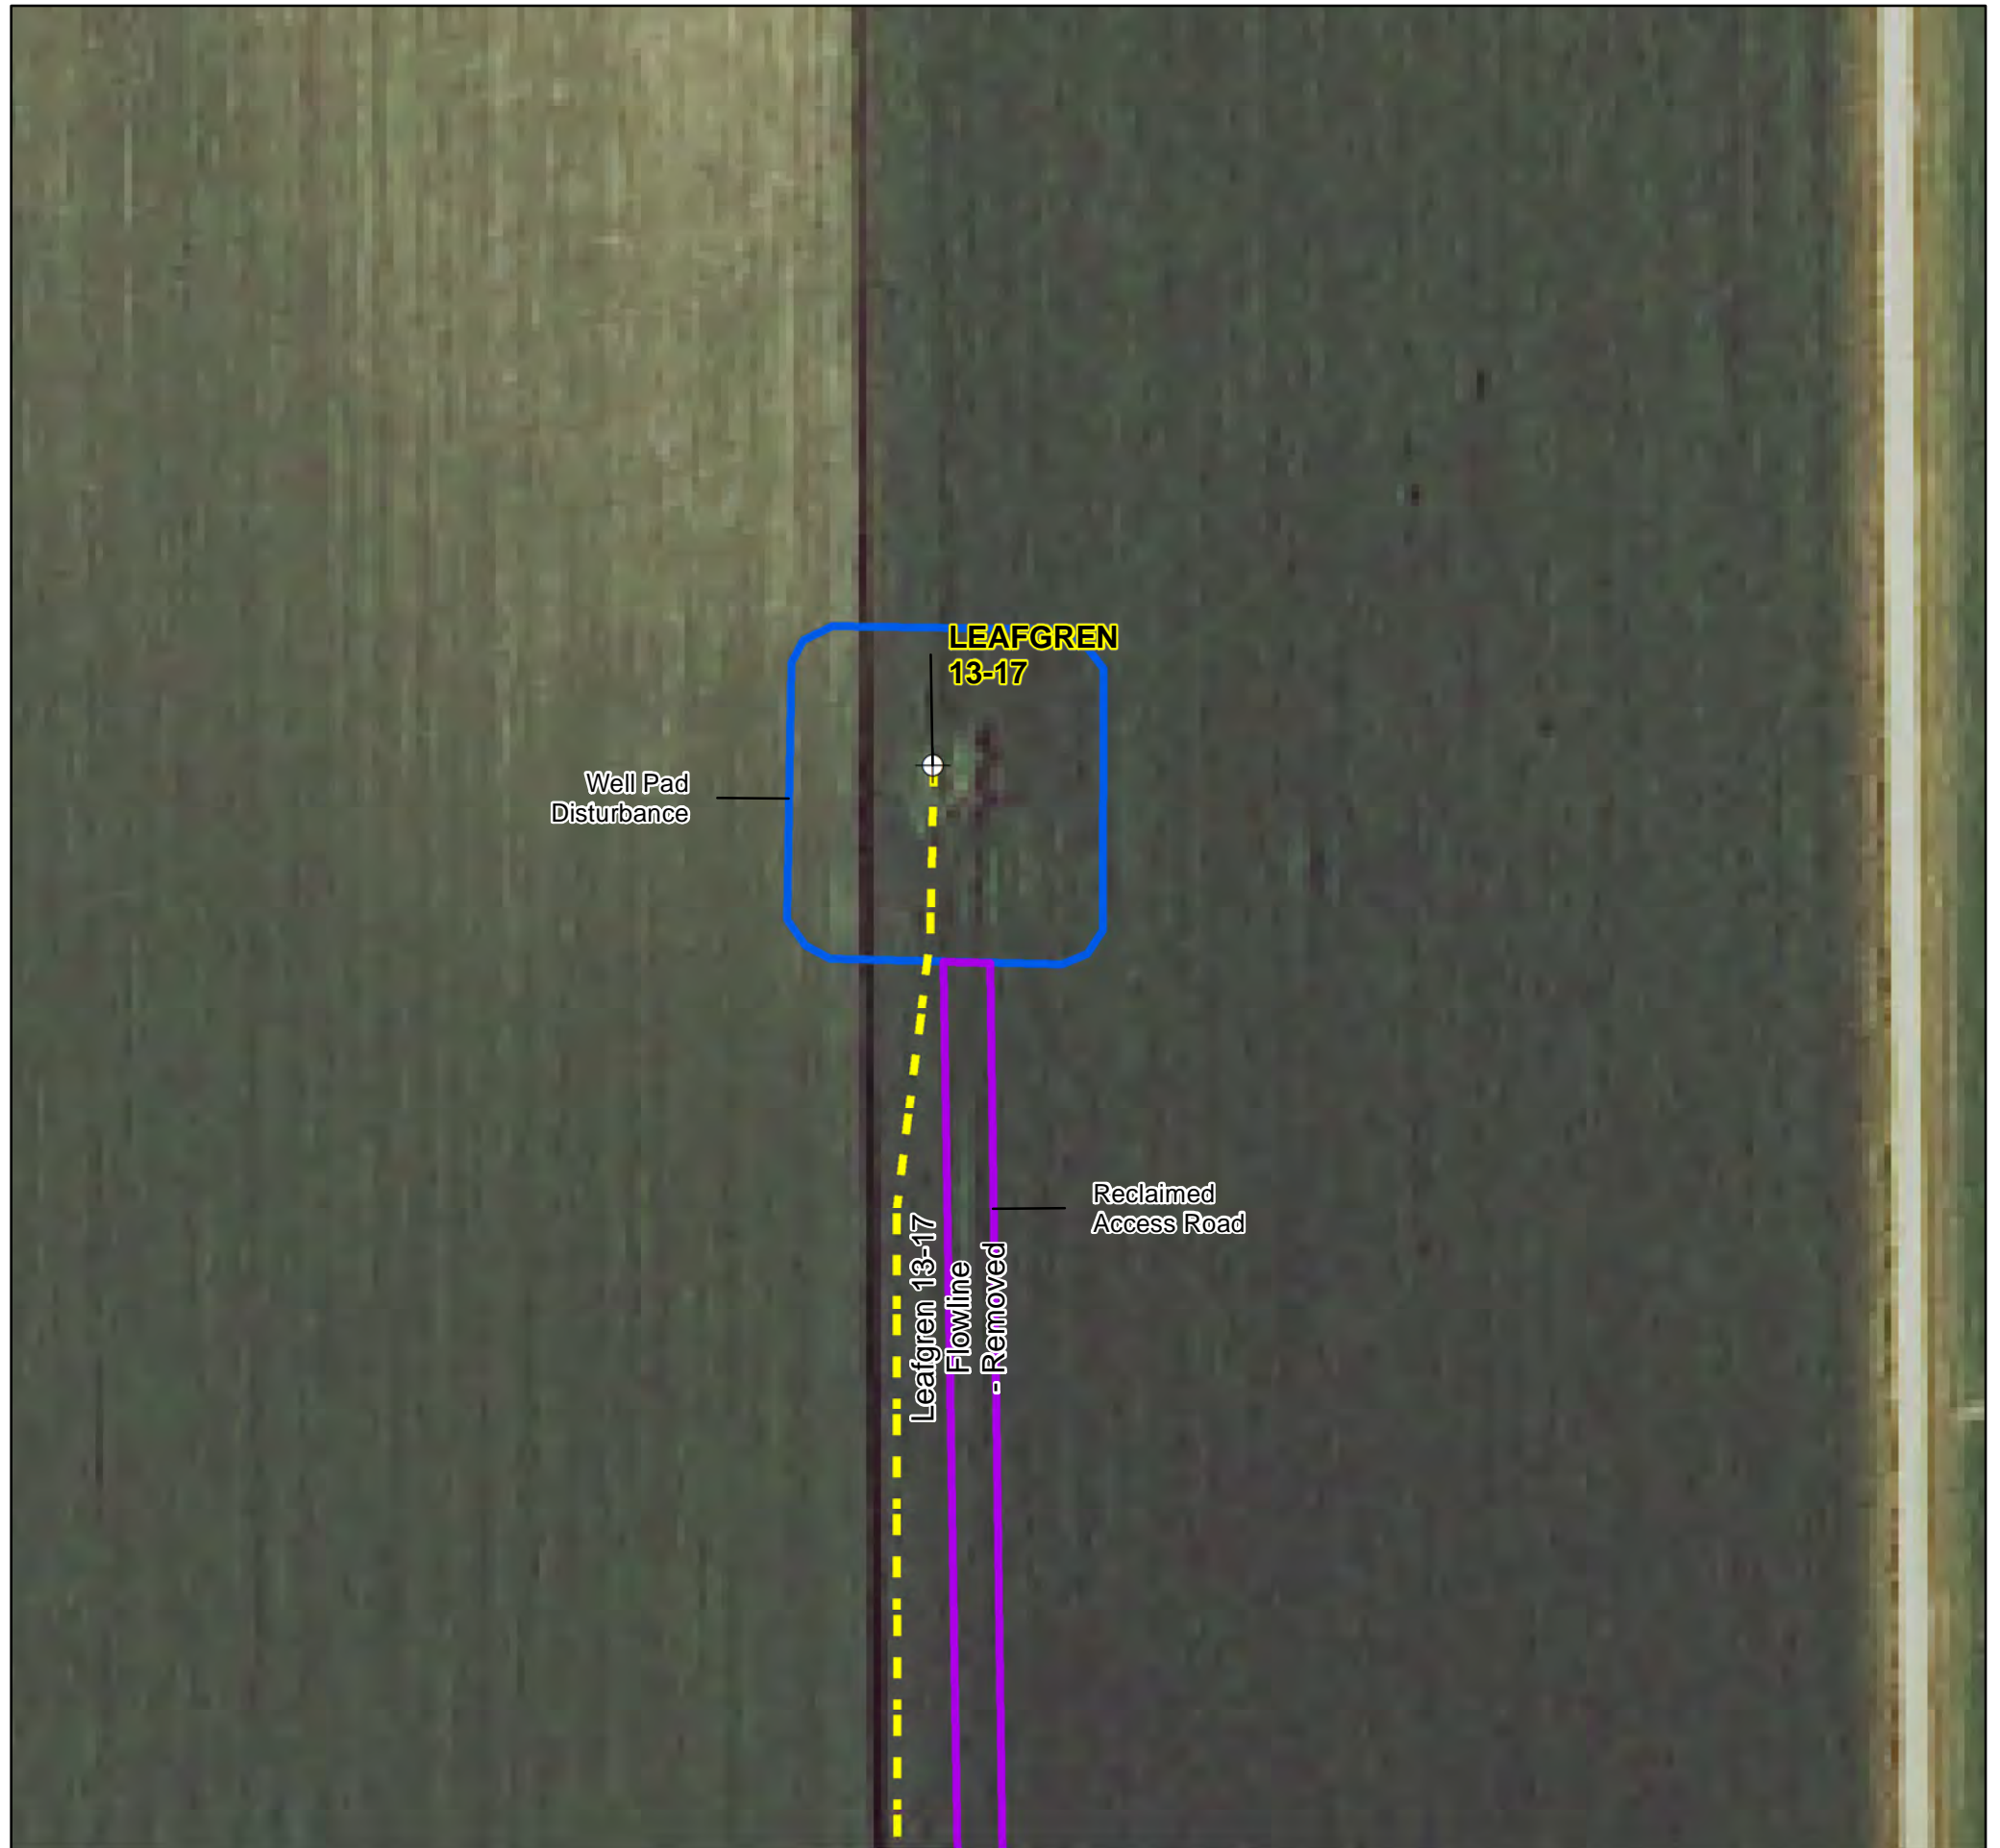 LEAFGREN
13-17
Well Pad
Disturbance
Reclaimed
Access Road
Leafgren 13-17
Flowline
- Removed